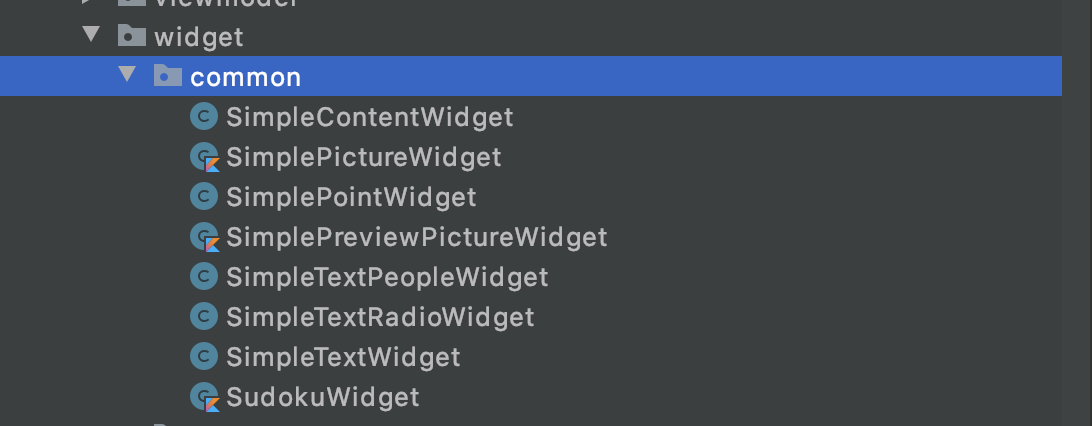 viewmodel
widget
common
SimpleContentWidget
SimplePictureWidget
SimplePointWidget
SimplePreviewPictureWidget
SimpleTextPeopleWidget
SimpleTextRadioWidget
SimpleTextWidget
SudokuWidget